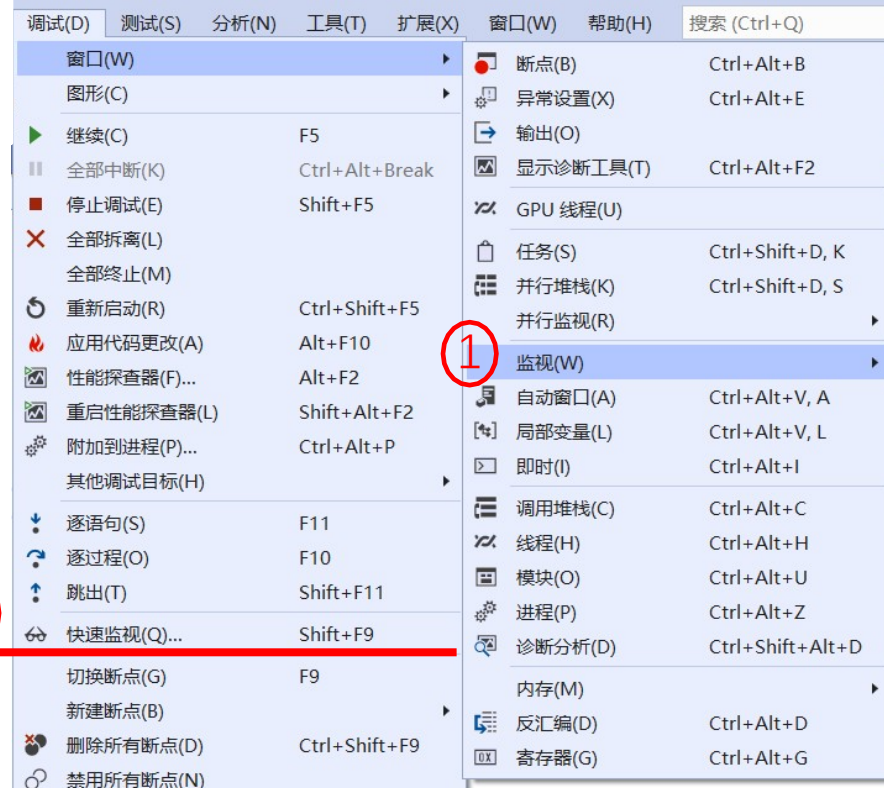 调试(D) 测试(S) 分析(N) 工具(T) 扩展(X) 窗口(W) 帮助(H) 搜索 (Ctrl+Q)
窗口(W)
图形(C)
继续(C) F5
全部中断(K) Ctrl+Alt+Break
停止调试(E) Shift+F5
全部拆离(L)
全部终止(M)
重新启动(R) Ctrl+Shift+F5
应用代码更改(A) Alt+F10
性能探查器(F)... Alt+F2
重启性能探查器(L) Shift+Alt+F2
附加到进程(P)... Ctrl+Alt+P
其他调试目标(H)
逐语句(S) F11
逐过程(O) F10
跳出(T) Shift+F11
快速监视(Q)... Shift+F9
切换断点(G) F9
新建断点(B)
删除所有断点(D) Ctrl+Shift+F9
禁用所有断点(N)
断点(B) Ctrl+Alt+B
异常设置(X) Ctrl+Alt+E
输出(O)
显示诊断工具(T) Ctrl+Alt+F2
GPU 线程(U)
任务(S) Ctrl+Shift+D, K
并行堆栈(K) Ctrl+Shift+D, S
并行监视(R)
1 监视(W)
自动窗口(A) Ctrl+Alt+V, A
局部变量(L) Ctrl+Alt+V, L
即时(I) Ctrl+Alt+I
调用堆栈(C) Ctrl+Alt+C
线程(H) Ctrl+Alt+H
模块(O) Ctrl+Alt+U
进程(P) Ctrl+Alt+Z
诊断分析(D) Ctrl+Shift+Alt+D
内存(M)
反汇编(D) Ctrl+Alt+D
寄存器(G) Ctrl+Alt+G